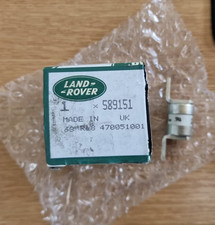 LAND-
-ROVER
1 × 589151
MADE IN UK
470051001